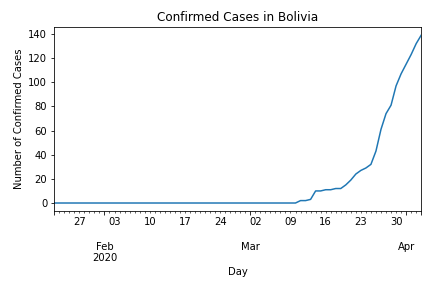 Confirmed Cases in Bolivia
Number of Confirmed Cases
140
120
100
80
60
40
20
0
27 03 10 17 24 02 09 16 23 30
Feb Mar Apr
2020
Day